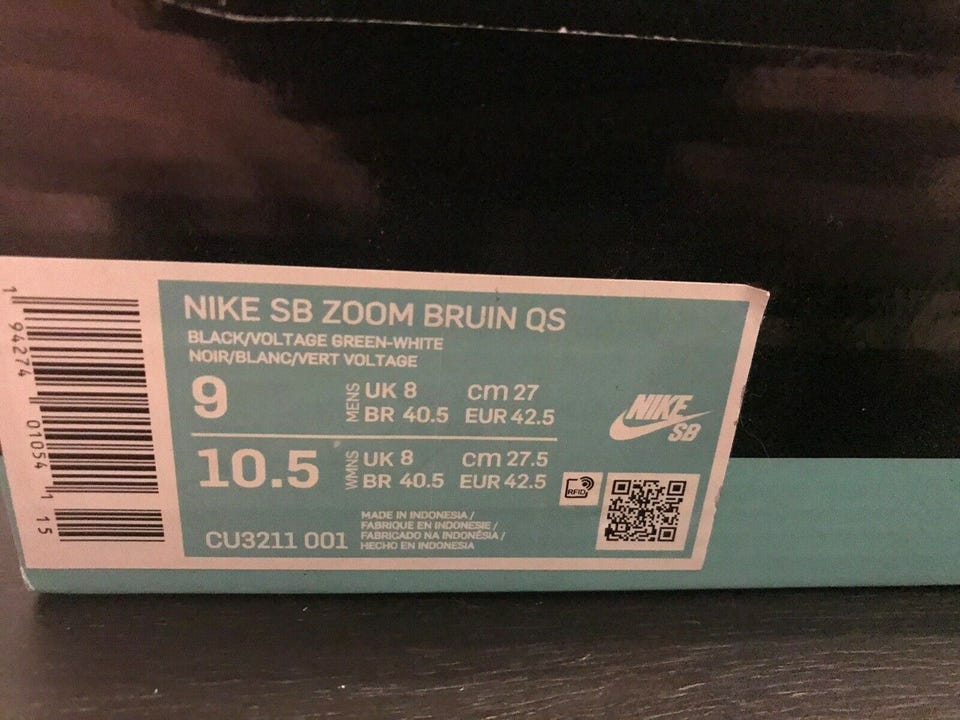 NIKE SB ZOOM BRUIN QS
BLACK/VOLTAGE GREEN-WHITE
NOIR/BLANC/VERT VOLTAGE
9
MENS
UK 8 cm 27
BR 40.5 EUR 42.5
10.5
WMNS
UK 8 cm 27.5
BR 40.5 EUR 42.5
CU3211 001
MADE IN INDONESIA /
FABRIQUE EN INDONESIE /
FABRICADO NA INDONÉSIA /
HECHO EN INDONESIA
NIKE
SB
RFID
1 94274 01054 1 15